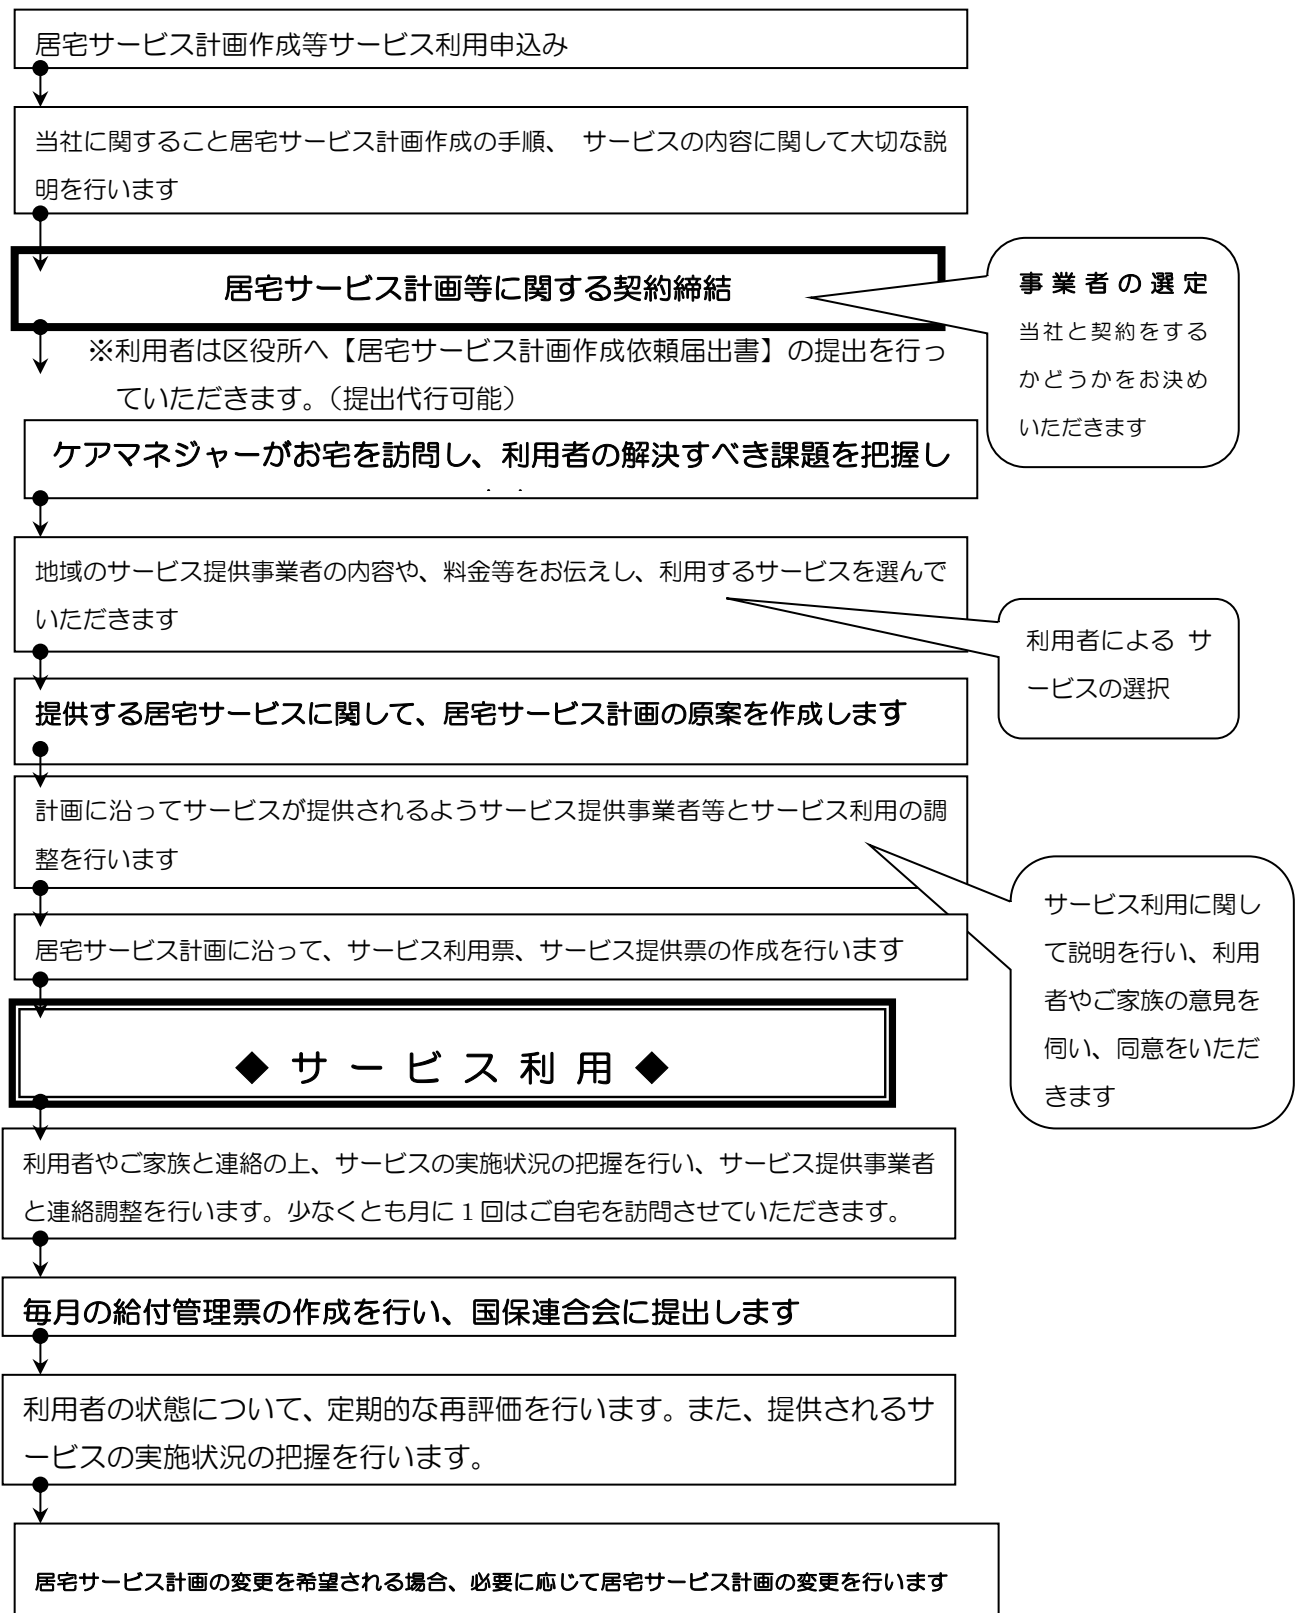 居宅サービス計画作成等サービス利用申込み
当社に関すること居宅サービス計画作成の手順、 サービスの内容に関して大切な説
明を行います
居宅サービス計画等に関する契約締結
事業者の選定
当社と契約をする
かどうかをお決め
いただきます
※利用者は区役所へ【居宅サービス計画作成依頼届出書】の提出を行っ
ていただきます。（提出代行可能）
ケアマネジャーがお宅を訪問し、利用者の解決すべき課題を把握し
地域のサービス提供事業者の内容や、料金等をお伝えし、利用するサービスを選んで
いただきます
利用者による サ
ービスの選択
提供する居宅サービスに関して、居宅サービス計画の原案を作成します
計画に沿ってサービスが提供されるようサービス提供事業者等とサービス利用の調
整を行います
サービス利用に関し
て説明を行い、利用
者やご家族の意見を
伺い、同意をいただ
きます
居宅サービス計画に沿って、サービス利用票、サービス提供票の作成を行います
◆サービス利用◆
利用者やご家族と連絡の上、サービスの実施状況の把握を行い、サービス提供事業者
と連絡調整を行います。少なくとも月に 1 回はご自宅を訪問させていただきます。
毎月の給付管理票の作成を行い、国保連合会に提出します
利用者の状態について、定期的な再評価を行います。また、提供されるサ
ービスの実施状況の把握を行います。
居宅サービス計画の変更を希望される場合、必要に応じて居宅サービス計画の変更を行います